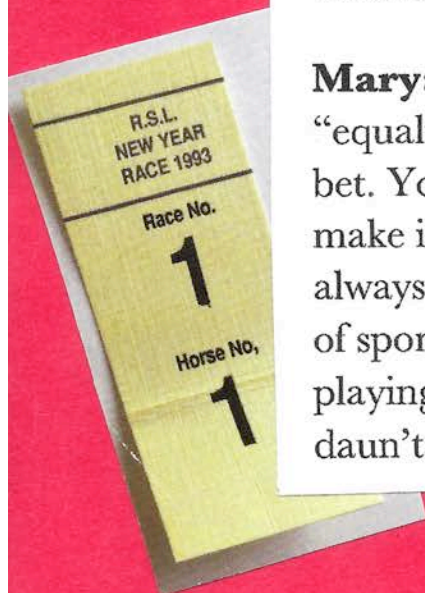 R.S.L.
NEW YEAR
RACE 1993
Race No.
1
Horse No,
1
Mary
“equal
bet. Yo
make i
always
of spor
playing
daun't